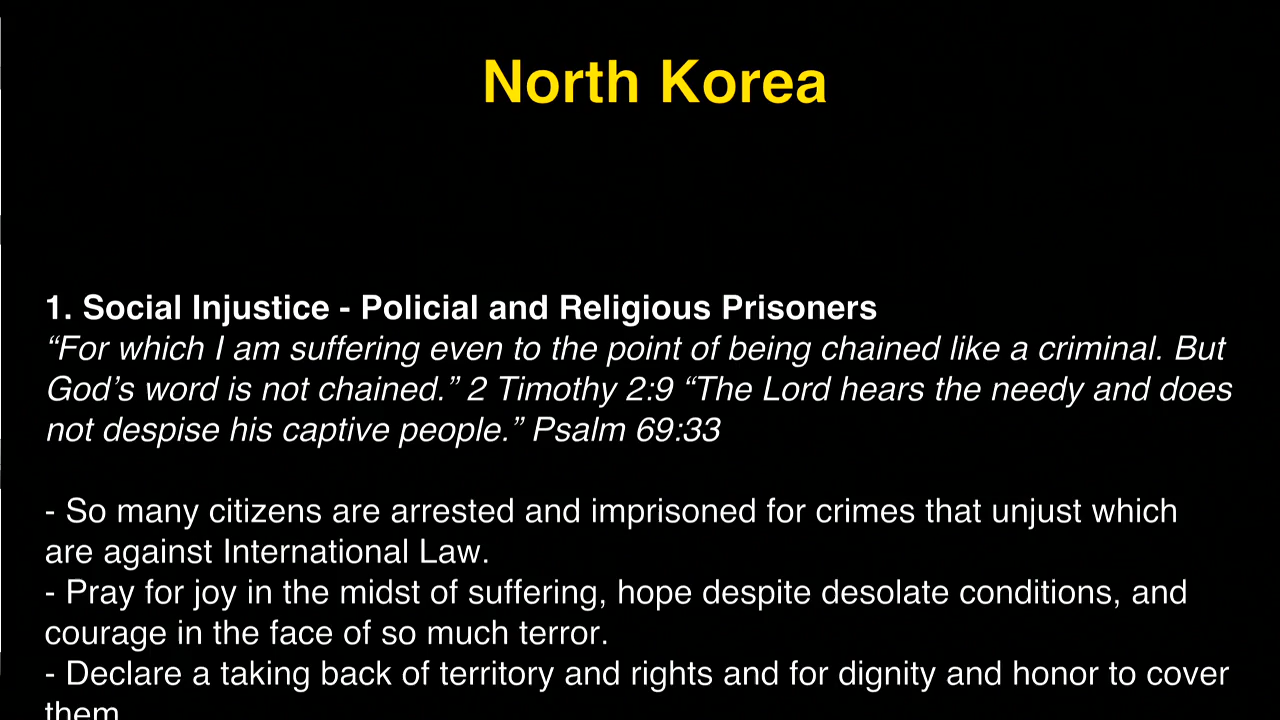 North Korea
1. Social Injustice - Policial and Religious Prisoners
“For which I am suffering even to the point of being chained like a criminal. But
God’s word is not chained.” 2 Timothy 2:9 “The Lord hears the needy and does
not despise his captive people.” Psalm 69:33
- So many citizens are arrested and imprisoned for crimes that unjust which
are against International Law.
- Pray for joy in the midst of suffering, hope despite desolate conditions, and
courage in the face of so much terror.
- Declare a taking back of territory and rights and for dignity and honor to cover
them